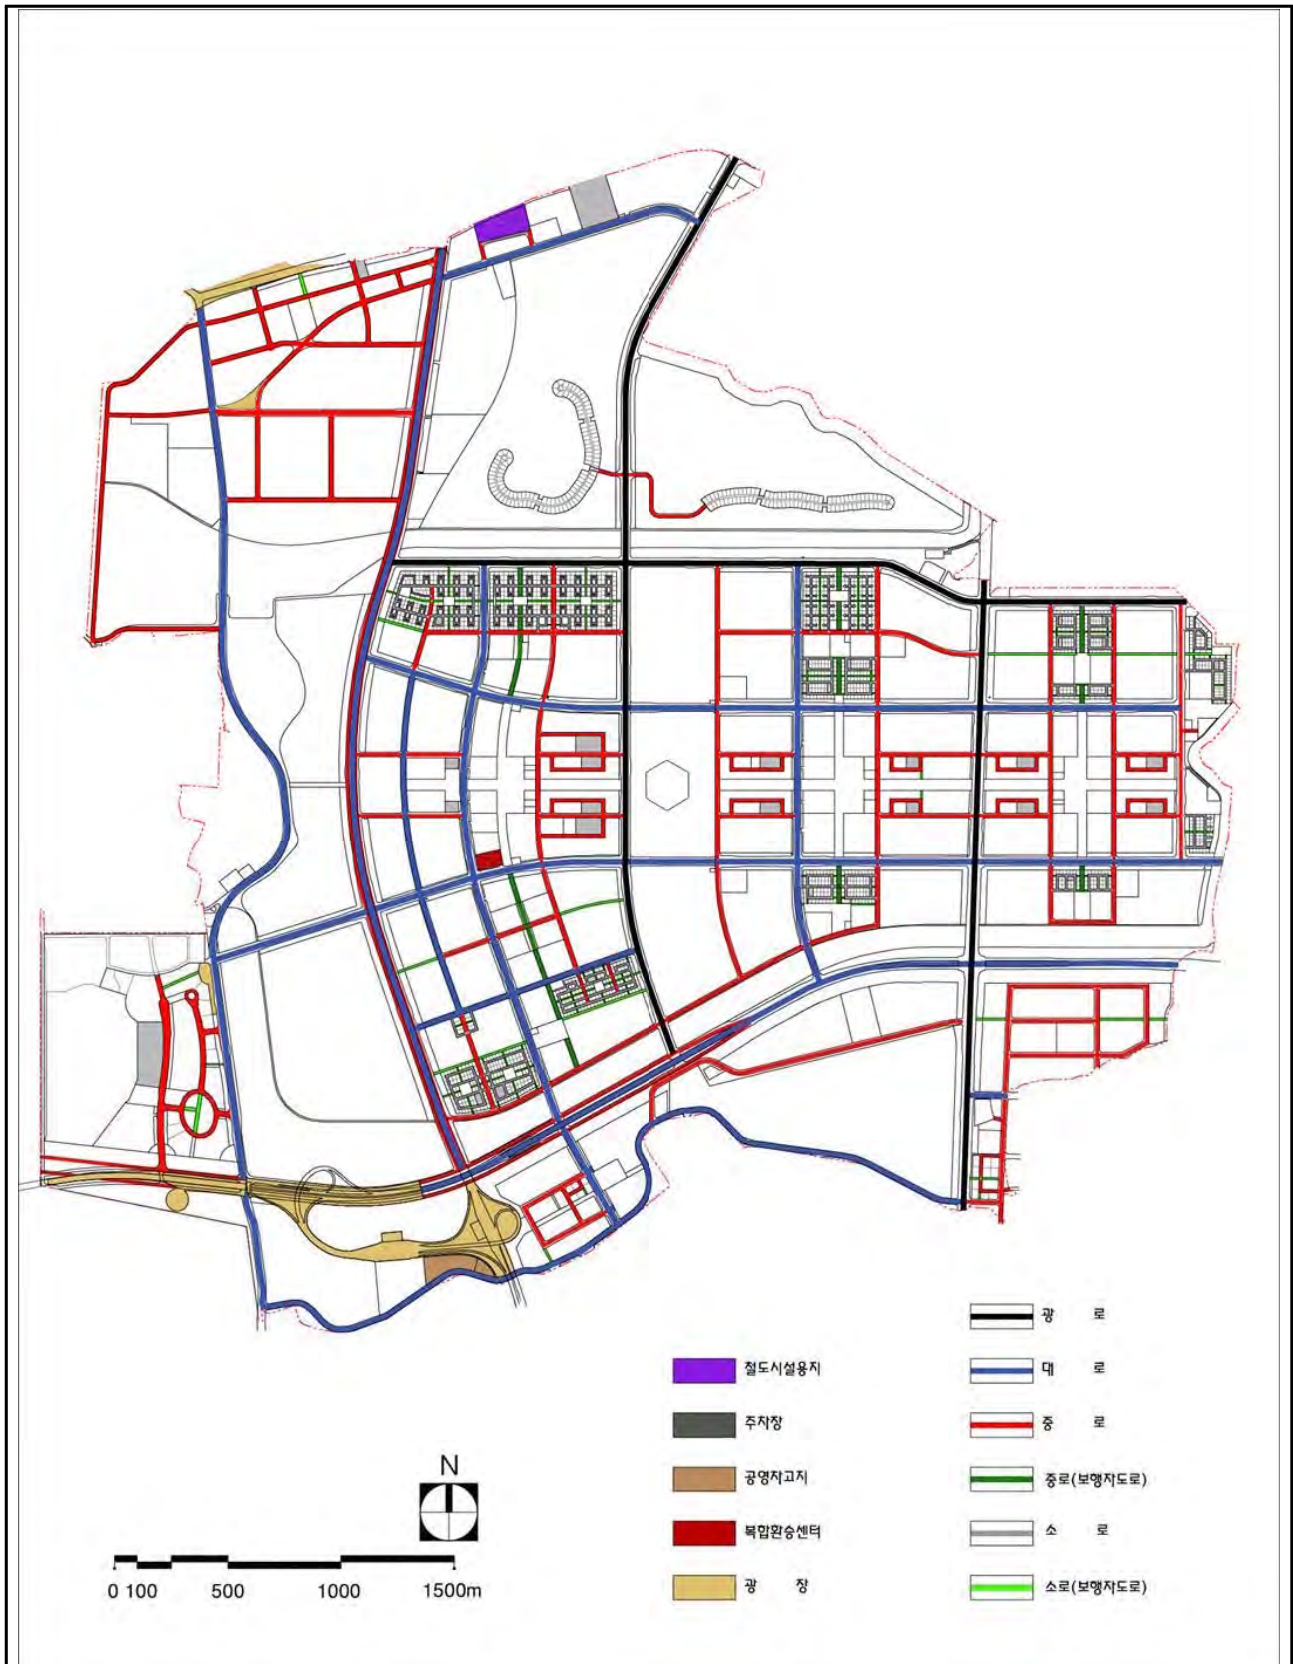 광 로
철도시설용지
대 로
주차장
중 로
공영차고지
중로(보행자도로)
복합환승센터
소 로
광 장
소로(보행자도로)
N
0 100 500 1000 1500m